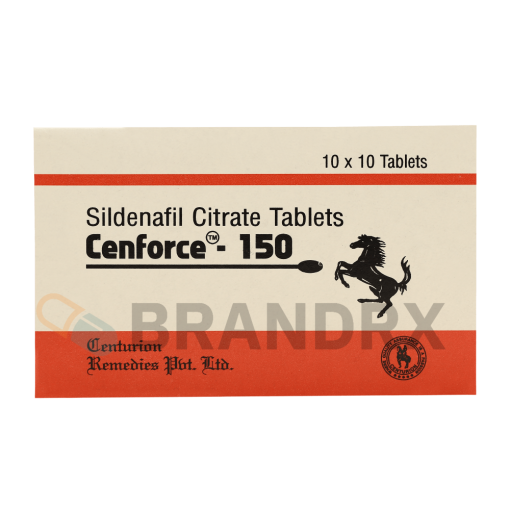 10 x 10 Tablets
Sildenafil Citrate Tablets
Cenforce™- 150
BRANDRX
Centurion
Remedies Pvt. Ltd.